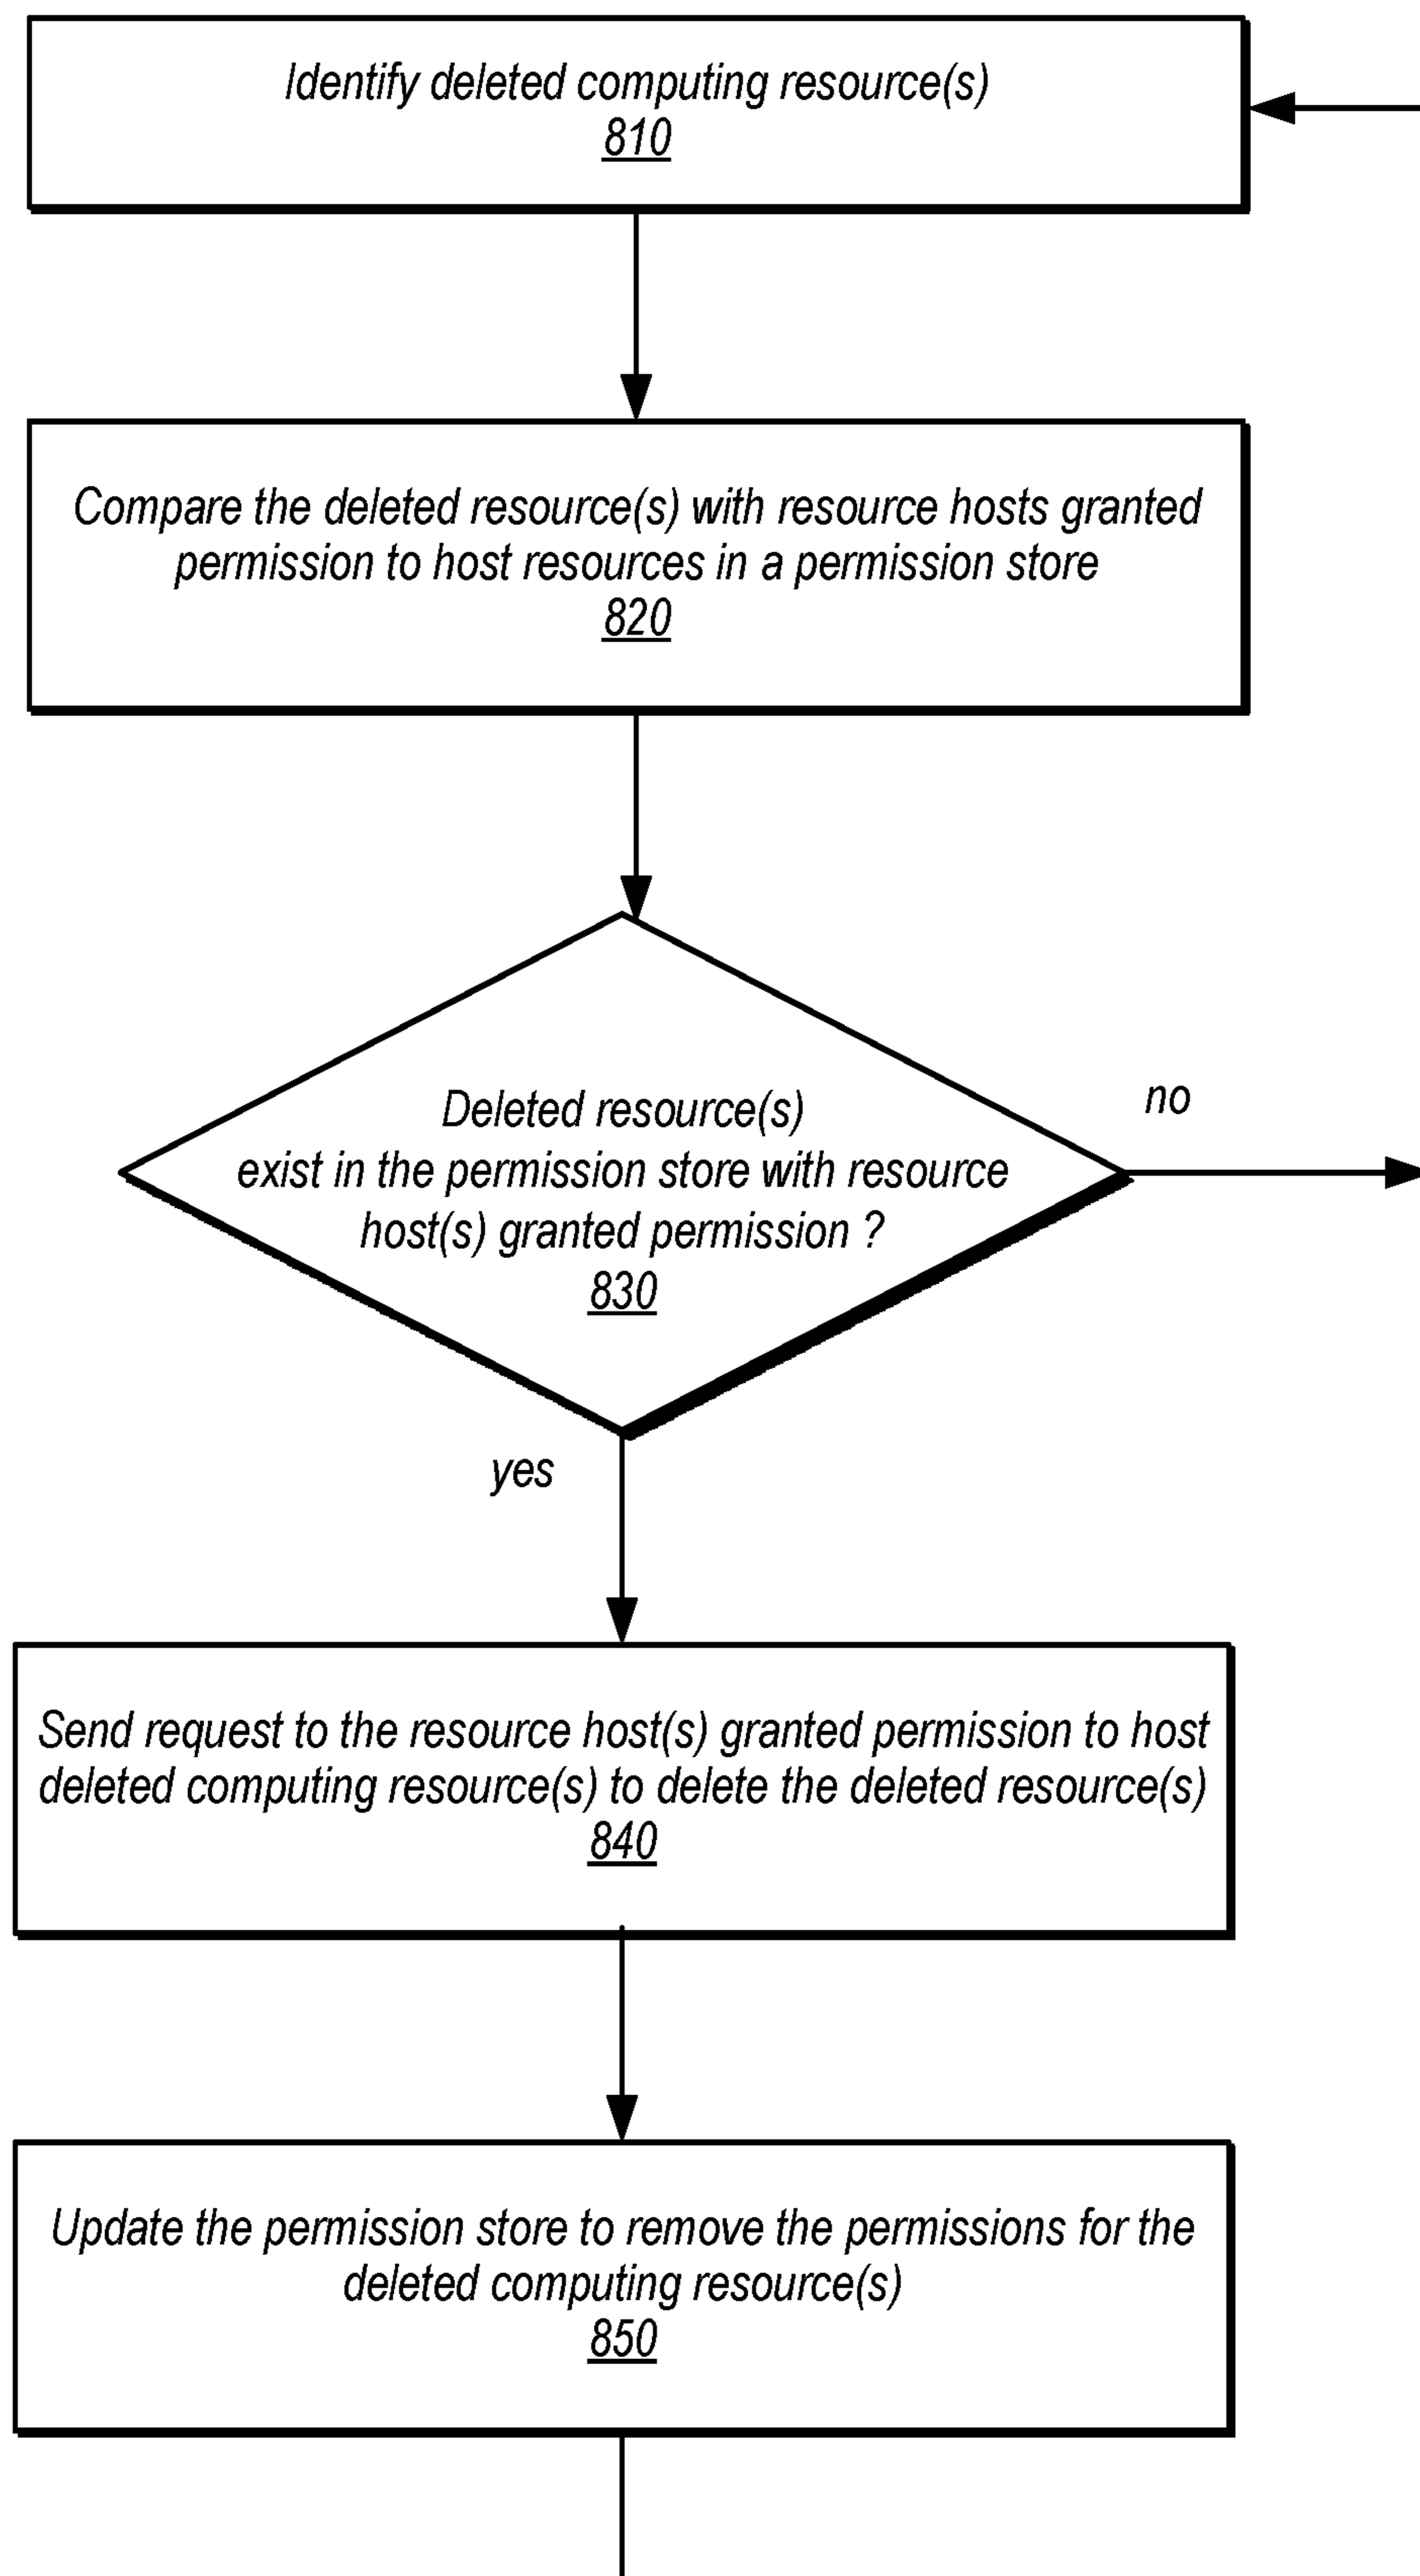 Identify deleted computing resource(s)
810
Compare the deleted resource(s) with resource hosts granted
permission to host resources in a permission store
820
Deleted resource(s)
exist in the permission store with resource
host(s) granted permission ?
830
no
yes
Send request to the resource host(s) granted permission to host
deleted computing resource(s) to delete the deleted resource(s)
840
Update the permission store to remove the permissions for the
deleted computing resource(s)
850